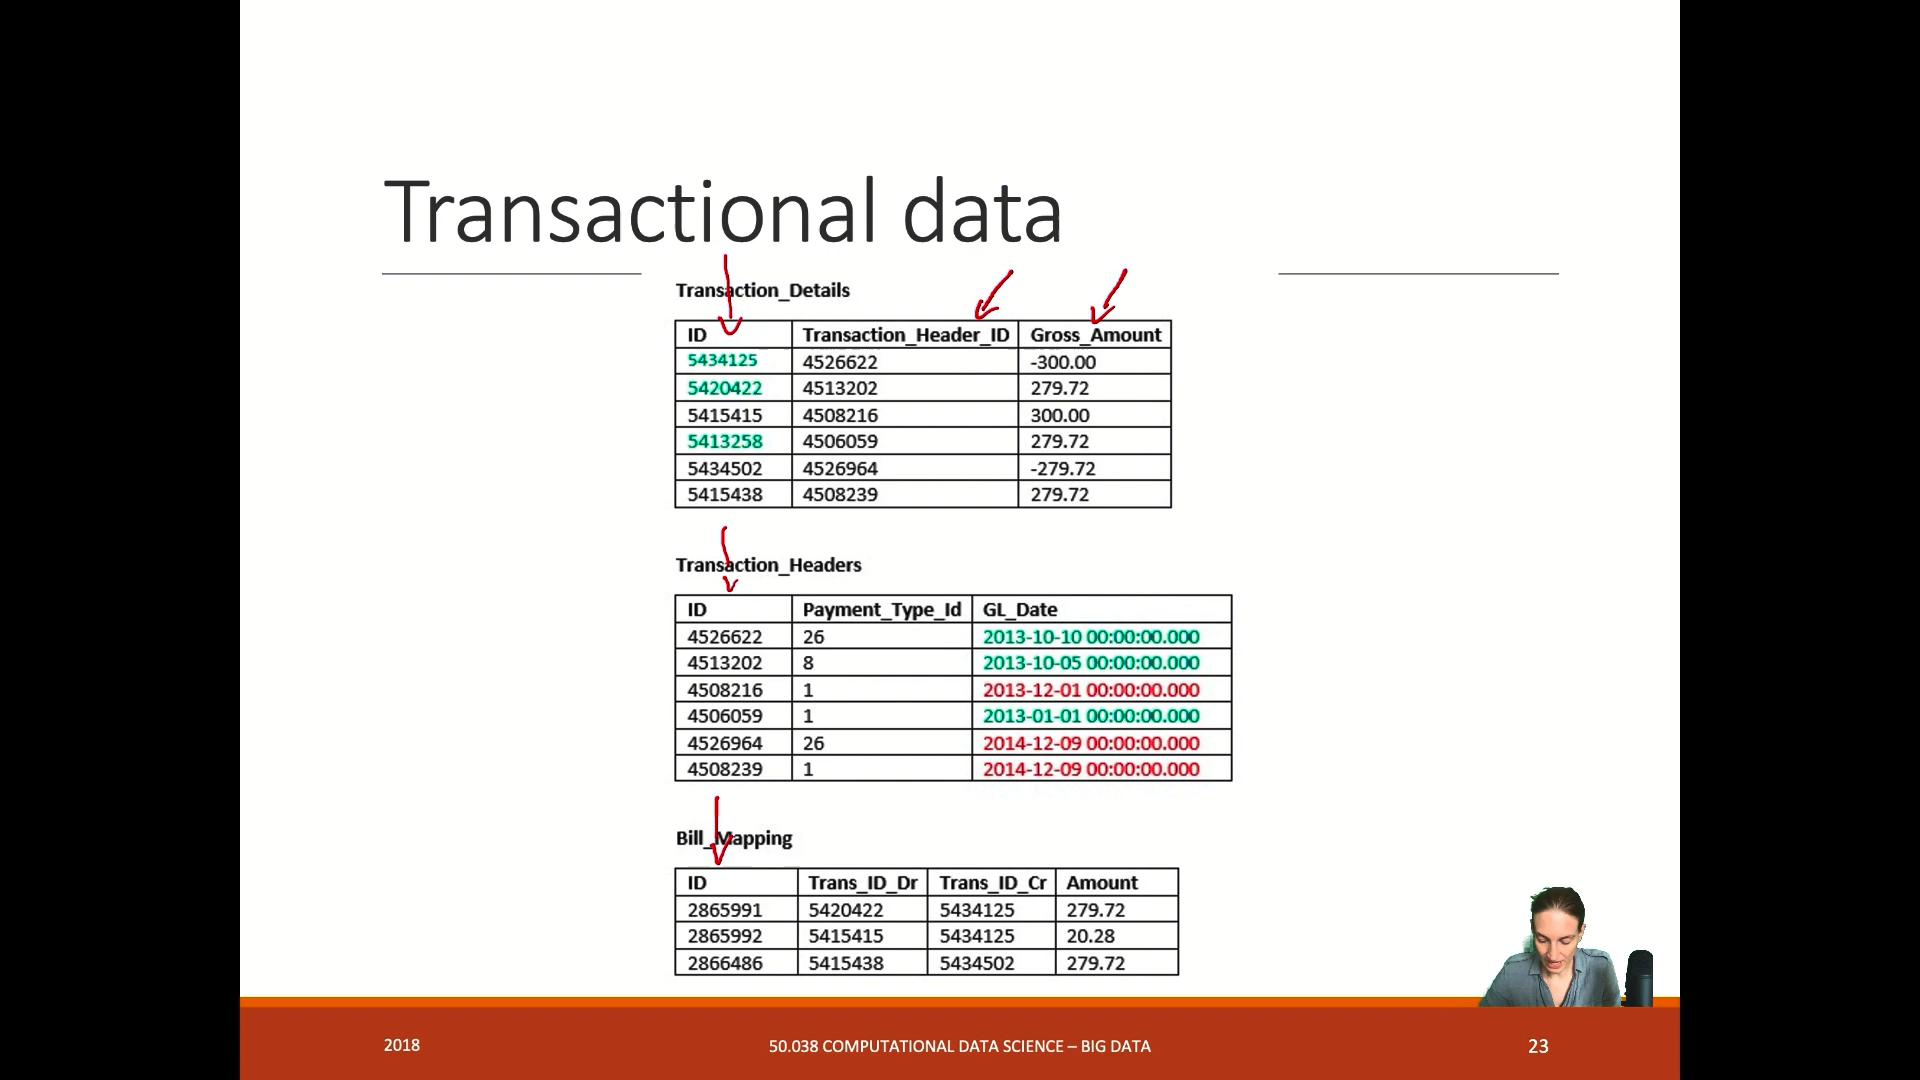 Transactional data
Transaction_Details
ID Transaction_Header_ID Gross_Amount
5434125 4526622 -300.00
5420422 4513202 279.72
5415415 4508216 300.00
5413258 4506059 279.72
5434502 4526964 -279.72
5415438 4508239 279.72
Transaction_Headers
ID Payment_Type_Id GL_Date
4526622 26 2013-10-10 00:00:00.000
4513202 8 2013-10-05 00:00:00.000
4508216 1 2013-12-01 00:00:00.000
4506059 1 2013-01-01 00:00:00.000
4526964 26 2014-12-09 00:00:00.000
4508239 1 2014-12-09 00:00:00.000
Bill_Mapping
ID Trans_ID_Dr Trans_ID_Cr Amount
2865991 5420422 5434125 279.72
2865992 5415415 5434125 20.28
2866486 5415438 5434502 279.72
2018 50.038 COMPUTATIONAL DATA SCIENCE – BIG DATA 23